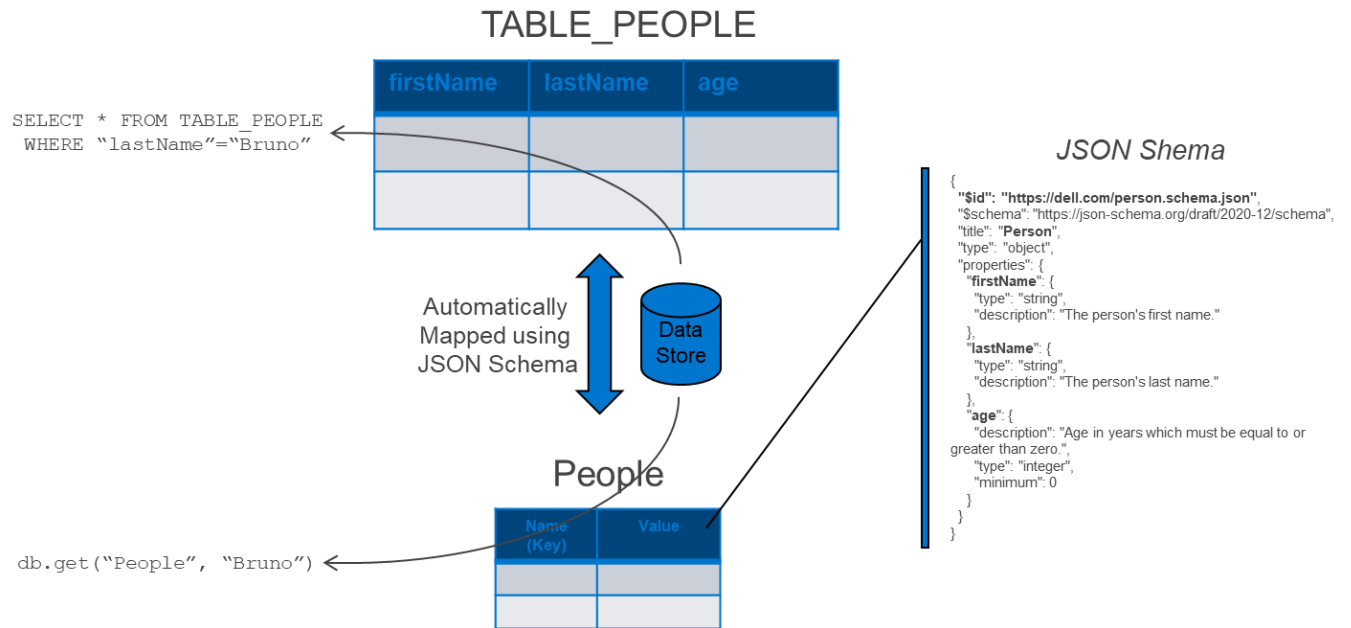 TABLE_PEOPLE
firstName lastName age
SELECT * FROM TABLE_PEOPLE
WHERE “lastName”=“Bruno”
Automatically
Mapped using
JSON Schema
Data
Store
People
Name
(Key)
Value
db.get(“People”, “Bruno”)
JSON Shema
{
"$id": "https://dell.com/person.schema.json",
"$schema": "https://json-schema.org/draft/2020-12/schema",
"title": "Person",
"type": "object",
"properties": {
"firstName": {
"type": "string",
"description": "The person's first name."
},
"lastName": {
"type": "string",
"description": "The person's last name."
},
"age": {
"description": "Age in years which must be equal to or
greater than zero.",
"type": "integer",
"minimum": 0
}
}
}